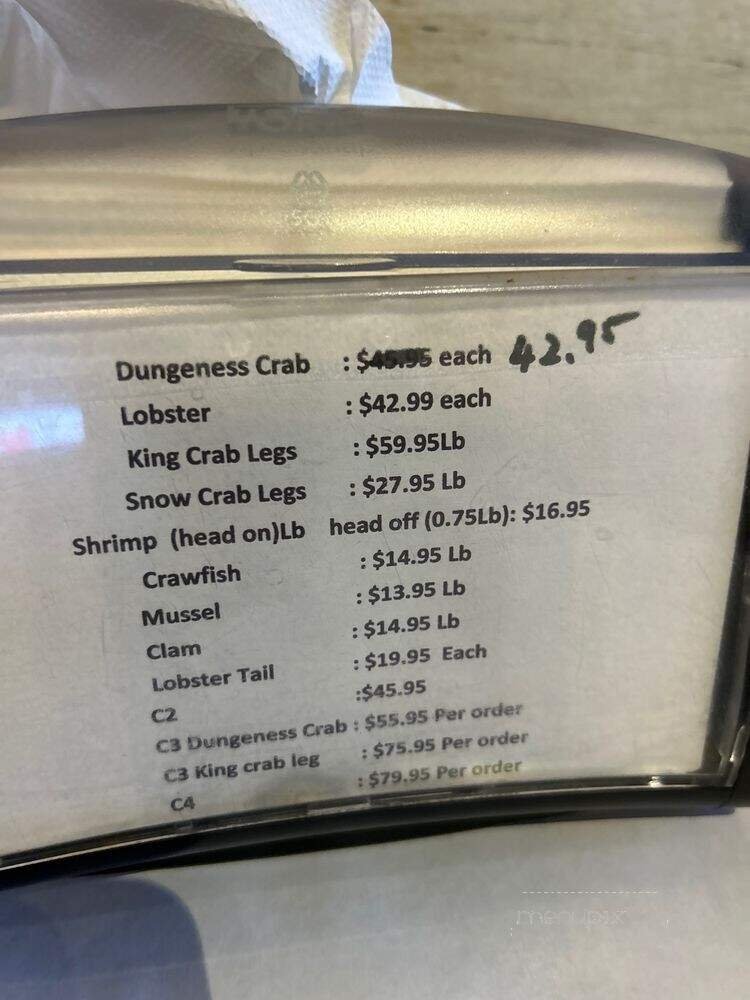 Dungeness Crab : $45.95 each 42.95
Lobster : $42.99 each
King Crab Legs : $59.95Lb
Snow Crab Legs : $27.95 Lb
Shrimp (head on)Lb head off (0.75Lb): $16.95
Crawfish : $14.95 Lb
Mussel : $13.95 Lb
Clam : $14.95 Lb
Lobster Tail : $19.95 Each
C2 :$45.95
C3 Dungeness Crab : $55.95 Per order
C3 King crab leg : $75.95 Per order
C4 : $79.95 Per order
menupix